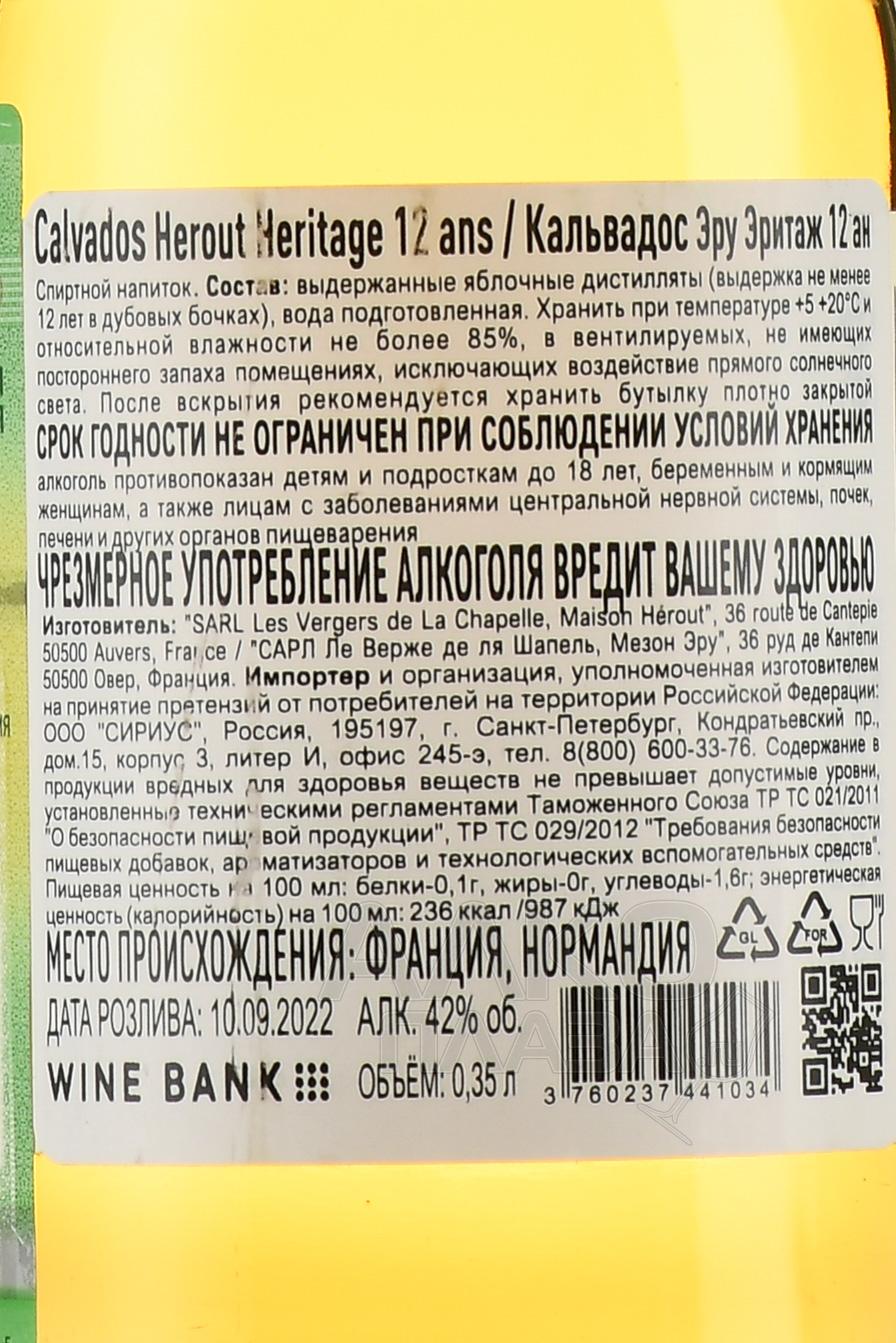 Calvados Herout Heritage 12 ans / Кальвадос Эру Эритаж 12 ан
Спиртной напиток. Состав: выдержанные яблочные дистилляты (выдержка не менее
12 лет в дубовых бочках), вода подготовленная. Хранить при температуре +5 +20°С и
относительной влажности не более 85%, в вентилируемых, не имеющих
постороннего запаха помещениях, исключающих воздействие прямого солнечного
света. После вскрытия рекомендуется хранить бутылку плотно закрытой
СРОК ГОДНОСТИ НЕ ОГРАНИЧЕН ПРИ СОБЛЮДЕНИИ УСЛОВИЙ ХРАНЕНИЯ
алкоголь противопоказан детям и подросткам до 18 лет, беременным и кормящим
женщинам, а также лицам с заболеваниями центральной нервной системы, почек,
печени и других органов пищеварения
ЧРЕЗМЕРНОЕ УПОТРЕБЛЕНИЕ АЛКОГОЛЯ ВРЕДИТ ВАШЕМУ ЗДОРОВЬЮ
Изготовитель: "SARL Les Vergers de La Chapelle, Maison Hérout", 36 route de Cantepie
50500 Auvers, France / "САРЛ Ле Верже де ля Шапель, Мезон Эру", 36 руд де Кантепи
50500 Овер, Франция. Импортер и организация, уполномоченная изготовителем
на принятие претензий от потребителей на территории Российской Федерации:
ООО "СИРИУС", Россия, 195197, г. Санкт-Петербург, Кондратьевский пр.,
дом.15, корпус 3, литер И, офис 245-э, тел. 8(800) 600-33-76. Содержание в
продукции вредных для здоровья веществ не превышает допустимые уровни,
установленные техническими регламентами Таможенного Союза ТР ТС 021/2011
"О безопасности пищевой продукции", ТР ТС 029/2012 "Требования безопасности
пищевых добавок, ароматизаторов и технологических вспомогательных средств".
Пищевая ценность на 100 мл: белки-0,1г, жиры-0г, углеводы-1,6г; энергетическая
ценность (калорийность) на 100 мл: 236 ккал /987 кДж
МЕСТО ПРОИСХОЖДЕНИЯ: ФРАНЦИЯ, НОРМАНДИЯ
GL FOR
ДАТА РОЗЛИВА: 10.09.2022 АЛК. 42% об.
WINE BANK ОБЪЁМ: 0,35 л
3 760237 441034